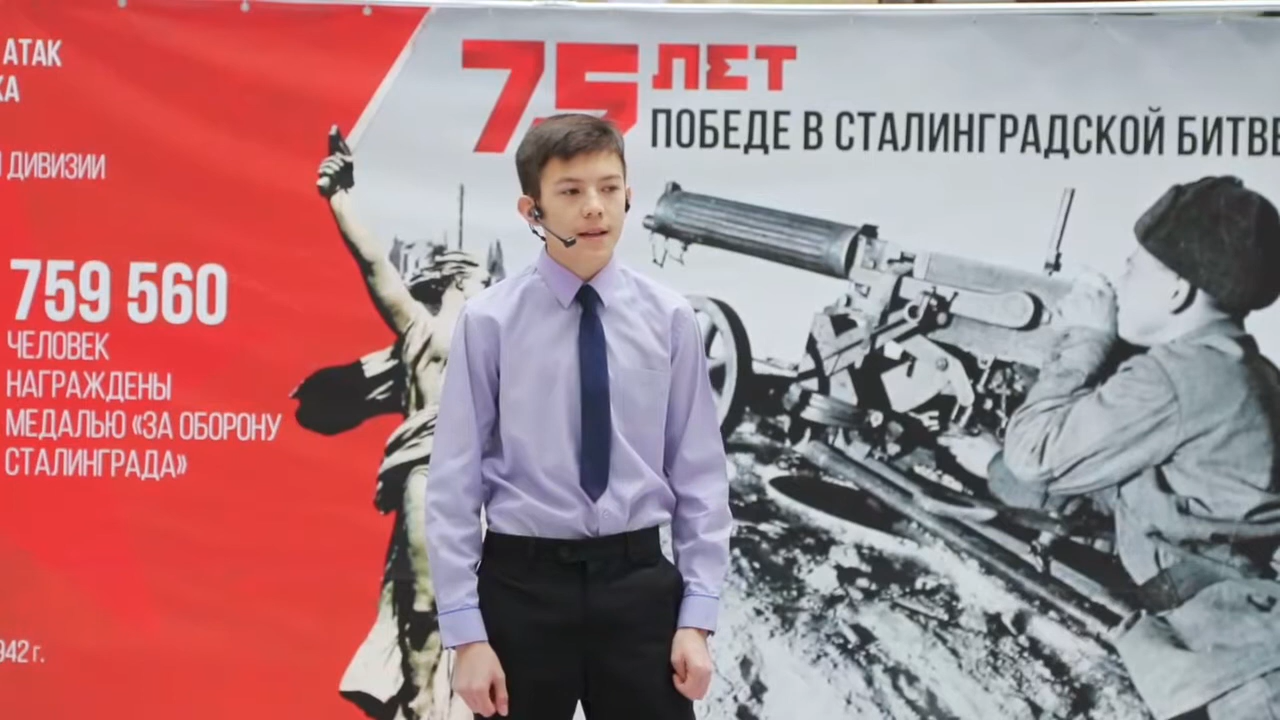 АТАК
КА
ДИВИЗИИ
759 560
ЧЕЛОВЕК
НАГРАЖДЕНЫ
МЕДАЛЬЮ «ЗА ОБОРОНУ
СТАЛИНГРАДА»
942 г.
75 ЛЕТ
ПОБЕДЕ В СТАЛИНГРАДСКОЙ БИТВЕ